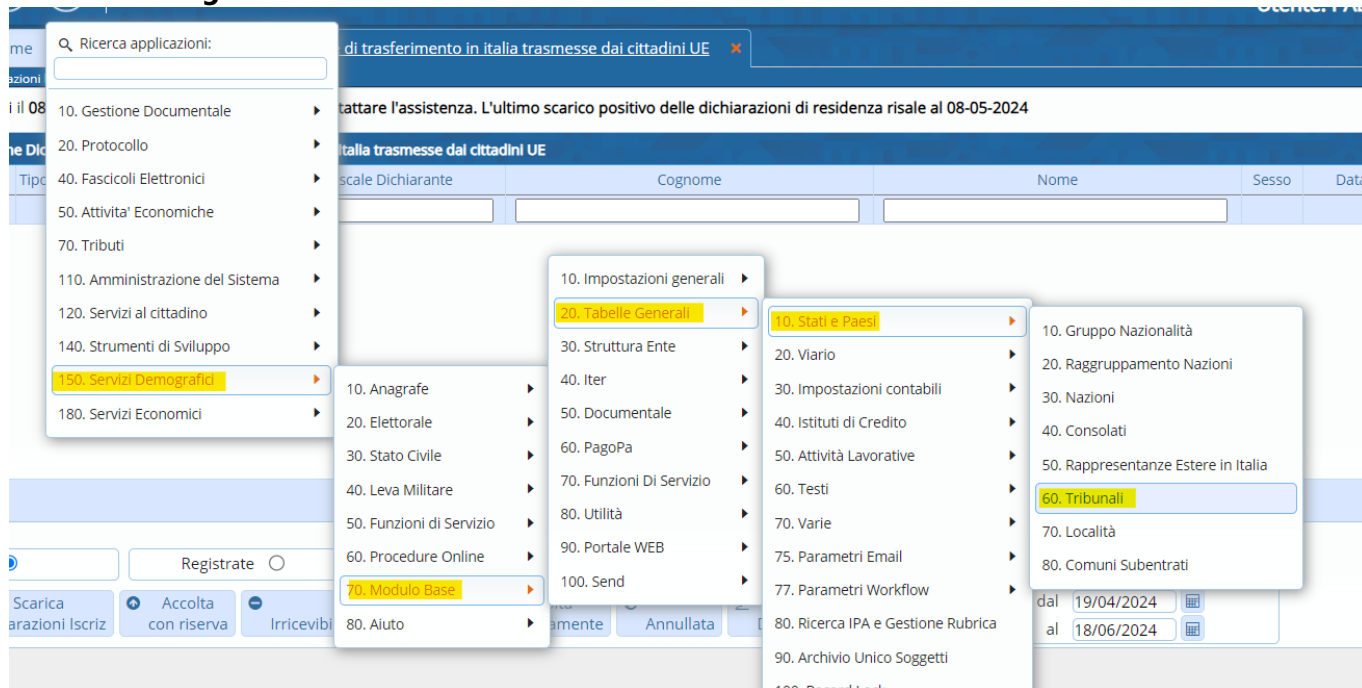 Ricerca applicazioni:
di trasferimento in italia trasmesse dai cittadini UE
azioni
i il 08
tattare l'assistenza. L'ultimo scarico positivo delle dichiarazioni di residenza risale al 08-05-2024
ne Dic
italia trasmesse dai cittadini UE
Tipo
scale Dichiarante
Cognome
Nome
Sesso
Data
10. Gestione Documentale
20. Protocollo
40. Fascicoli Elettronici
50. Attivita' Economiche
70. Tributi
110. Amministrazione del Sistema
120. Servizi al cittadino
140. Strumenti di Sviluppo
150. Servizi Demografici
180. Servizi Economici
10. Anagrafe
20. Elettorale
30. Stato Civile
40. Leva Militare
50. Funzioni di Servizio
60. Procedure Online
70. Modulo Base
80. Aiuto
10. Impostazioni generali
20. Tabelle Generali
30. Struttura Ente
40. Iter
50. Documentale
60. PagoPa
70. Funzioni Di Servizio
80. Utilità
90. Portale WEB
100. Send
10. Stati e Paesi
20. Viario
30. Impostazioni contabili
40. Istituti di Credito
50. Attività Lavorative
60. Testi
70. Varie
75. Parametri Email
77. Parametri Workflow
80. Ricerca IPA e Gestione Rubrica
90. Archivio Unico Soggetti
10. Gruppo Nazionalità
20. Raggruppamento Nazioni
30. Nazioni
40. Consolati
50. Rappresentanze Estere in Italia
60. Tribunali
70. Località
80. Comuni Subentrati
Registrate
Scarica
arazioni Iscriz
Accolta
con riserva
Irricevibi
amente
Annullata
dal 19/04/2024
al 18/06/2024